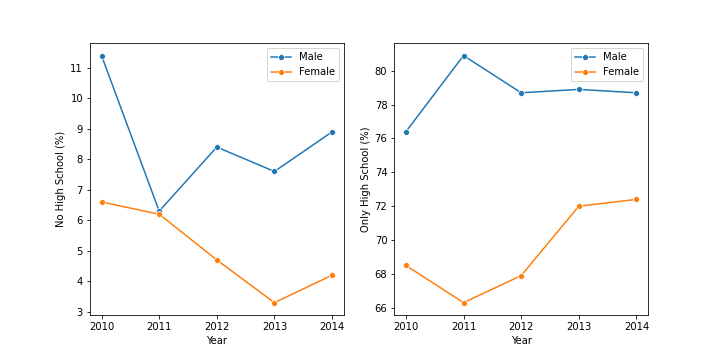 No High School (%)
11
10
9
8
7
6
5
4
3
2010 2011 2012 2013 2014
Year
Male
Female
Only High School (%)
80
78
76
74
72
70
68
66
2010 2011 2012 2013 2014
Year
Male
Female